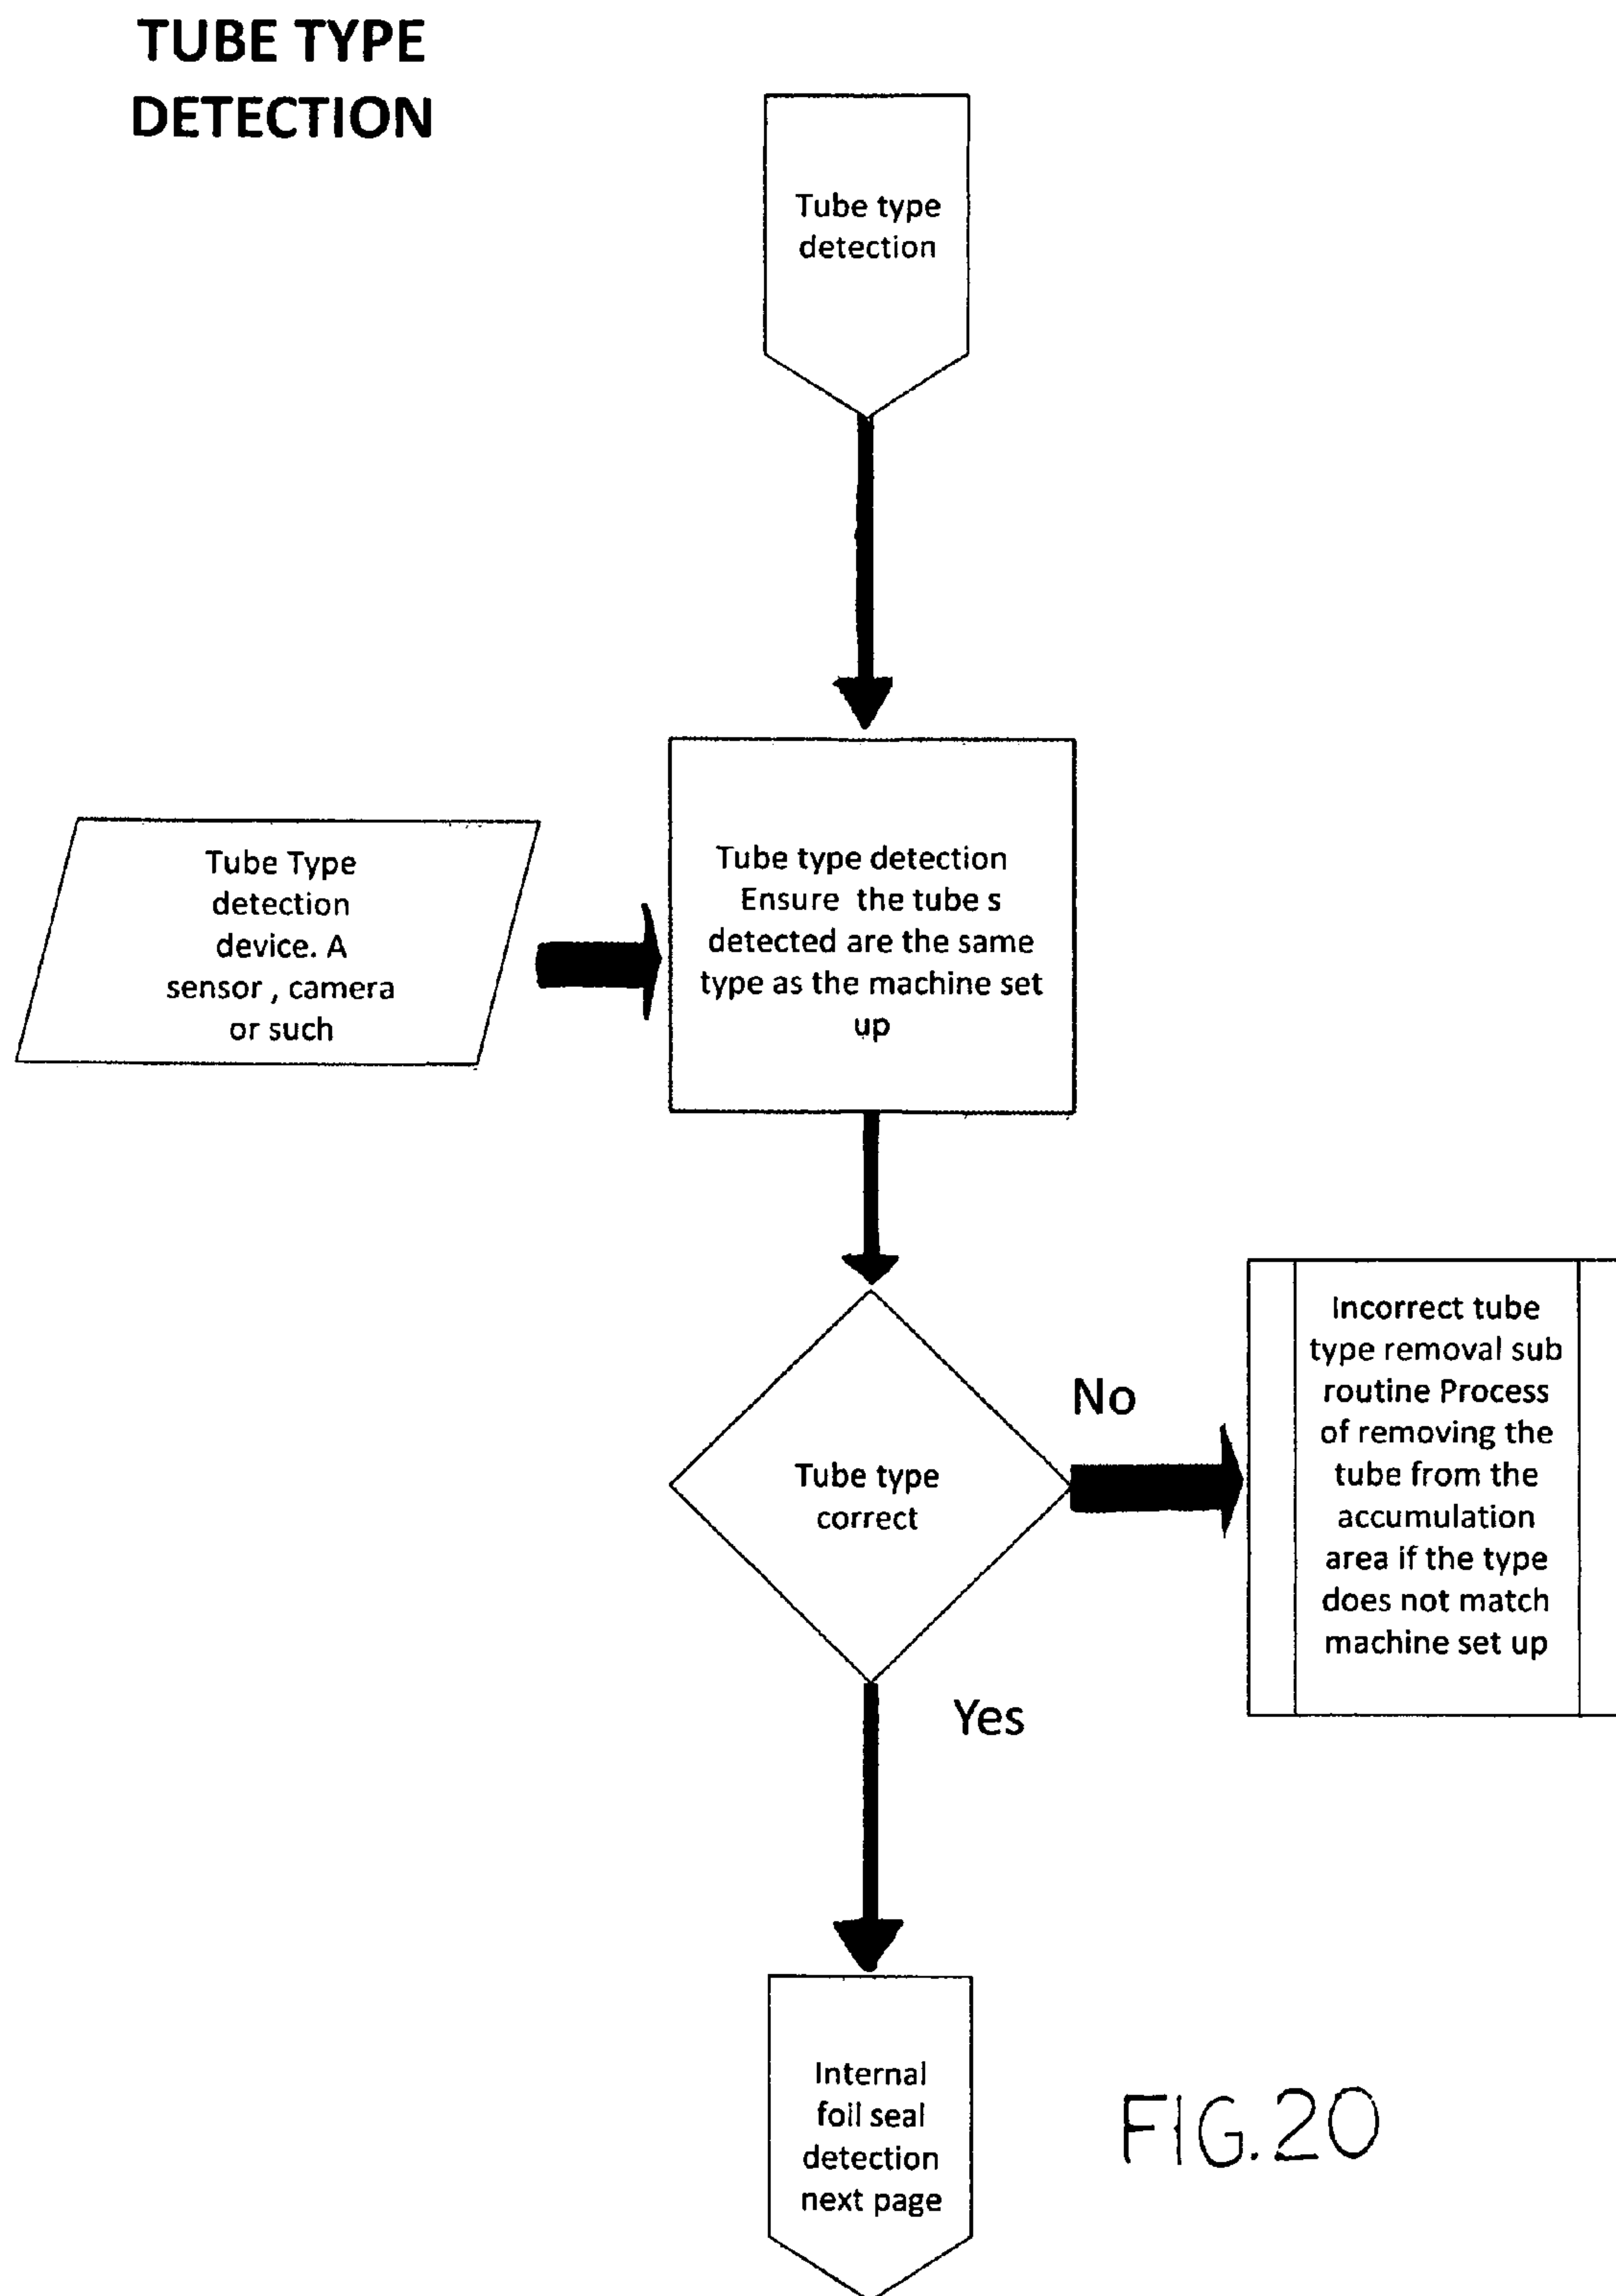 TUBE TYPE
DETECTION
Tube type
detection
Tube Type
detection
device. A
sensor , camera
or such
Tube type detection
Ensure the tube s
detected are the same
type as the machine set
up
Tube type
correct
No
Incorrect tube
type removal sub
routine Process
of removing the
tube from the
accumulation
area if the type
does not match
machine set up
Yes
Internal
foil seal
detection
next page
FIG.20